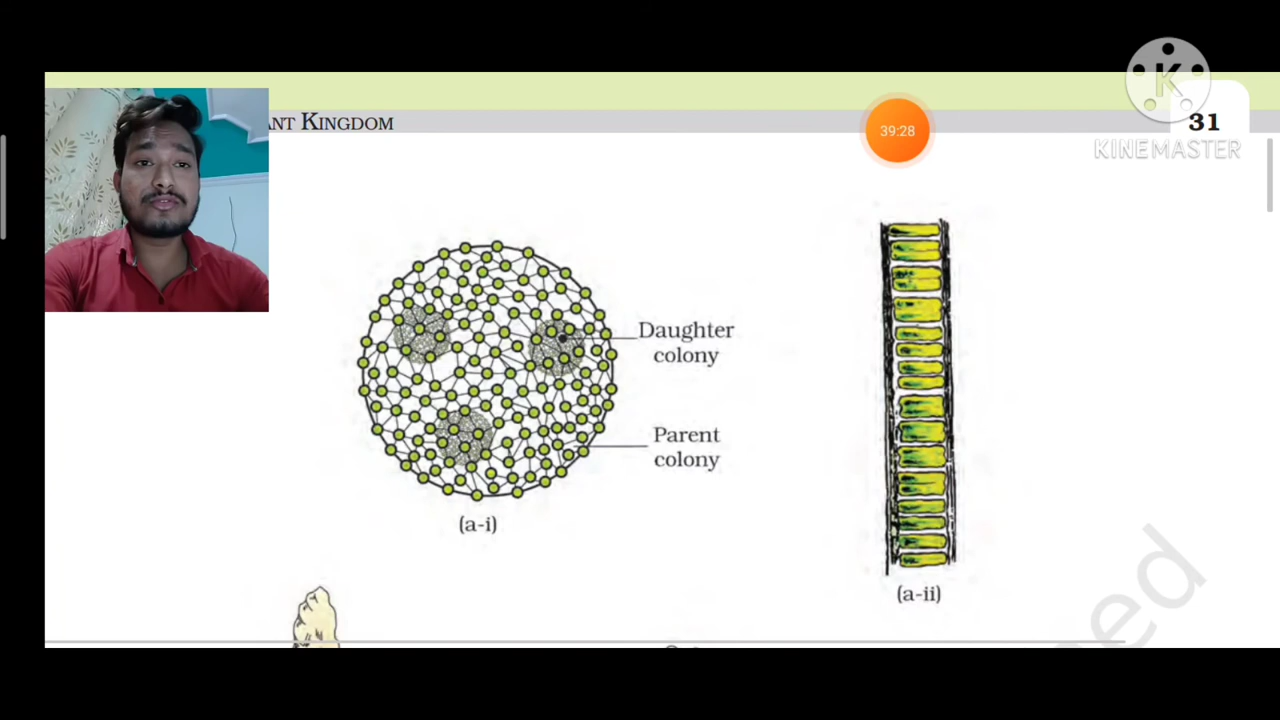 ANT KINGDOM
39:28
31
K
KINEMASTER
Daughter
colony
Parent
colony
(a-i)
(a-ii)